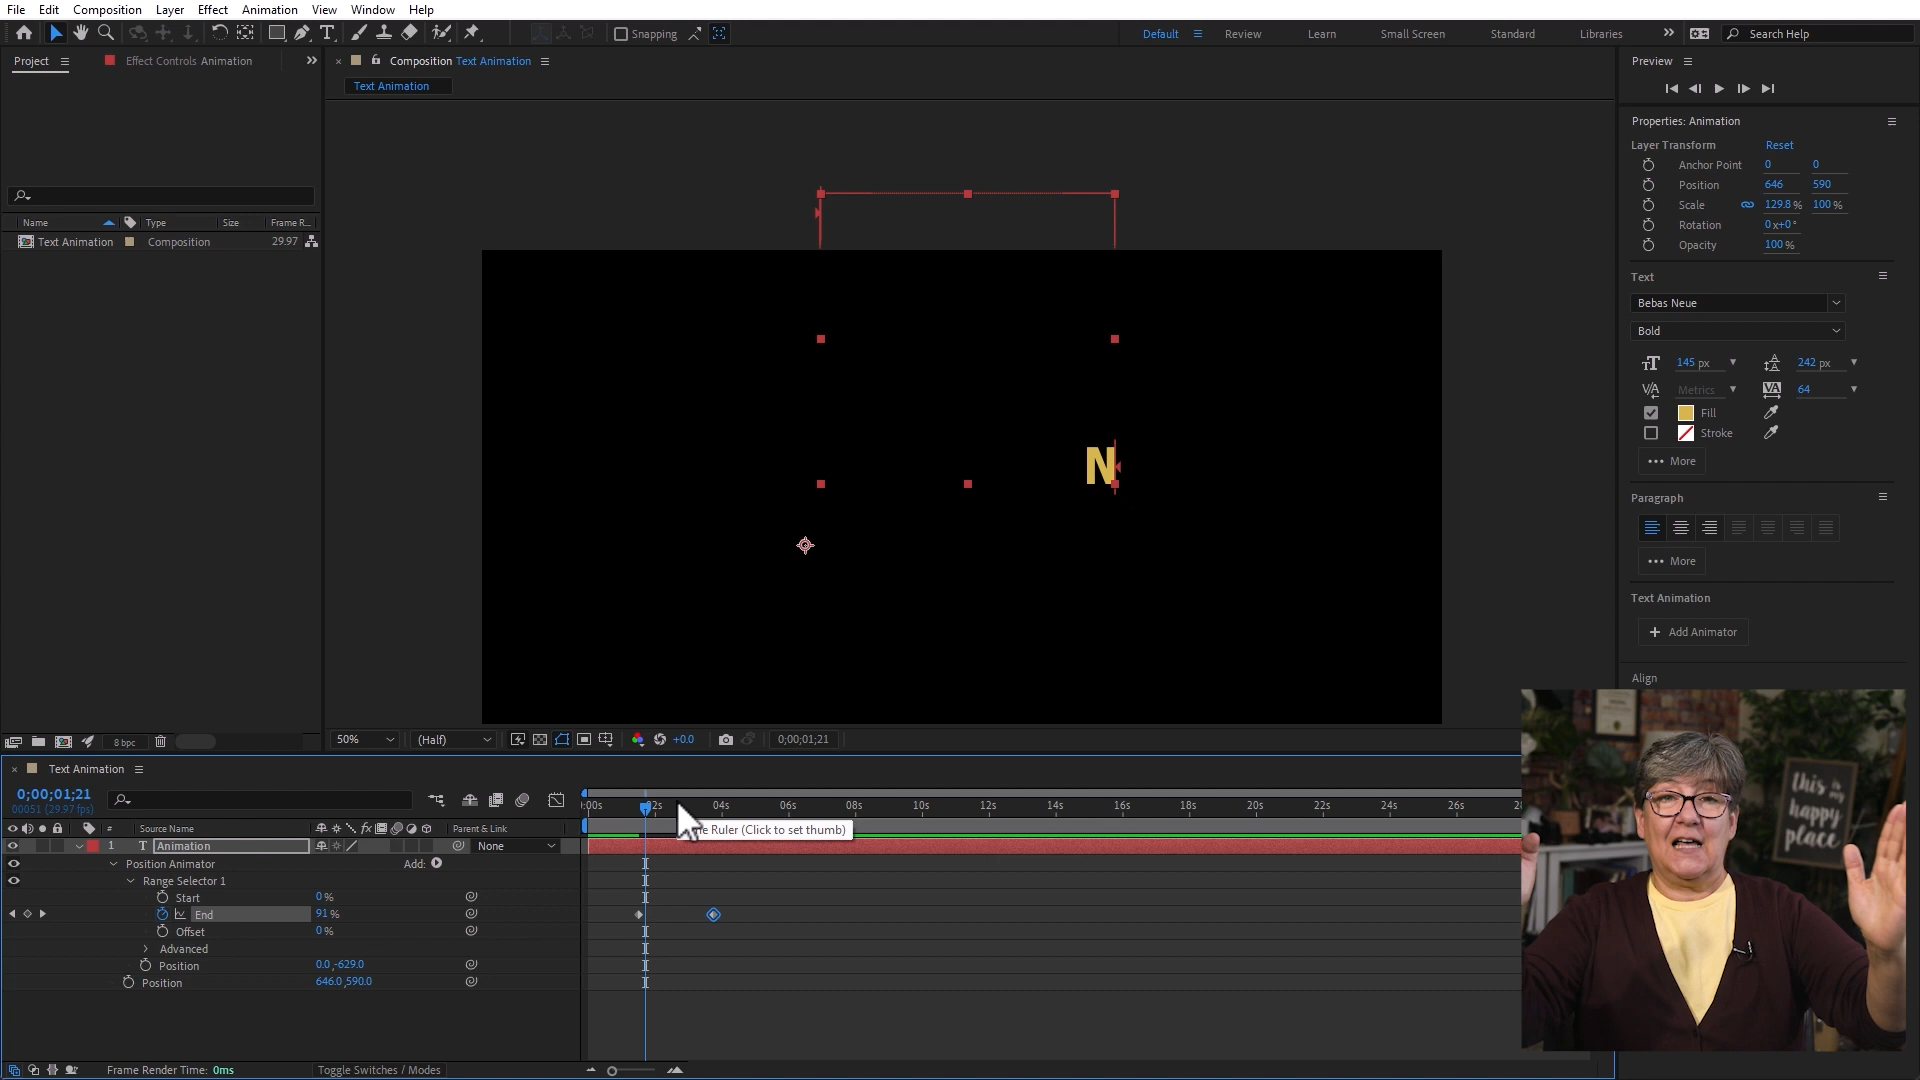 File Edit Composition Layer Effect Animation View Window Help
Snapping
Default Review Learn Small Screen Standard Libraries
Search Help
Project Effect Controls Animation
Composition Text Animation
Text Animation
Preview
Properties: Animation
Layer Transform Reset
Anchor Point 0 0
Position 646 590
Scale 129.8 % 100 %
Rotation 0x+0°
Opacity 100 %
Text
Bebas Neue
Bold
145 px 242 px
Metrics 64
Fill
Stroke
More
Paragraph
More
Text Animation
Add Animator
Align
Name Type Size Frame R...
Text Animation Composition 29.97
N
8 bpc
50% (Half) +0.0 0;00;01;21
Text Animation
0;00;01;21
00051 (29.97 fps)
:00s 02s 04s 06s 08s 10s 12s 14s 16s 18s 20s 22s 24s 26s 28
Ruler (Click to set thumb)
# Source Name Parent & Link
1 T Animation None
Position Animator Add:
Range Selector 1
Start 0 %
End 91 %
Offset 0 %
Advanced
Position 0.0,-629.0
Position 646.0,590.0
Frame Render Time: 0ms Toggle Switches / Modes
this is
my
happy
place.